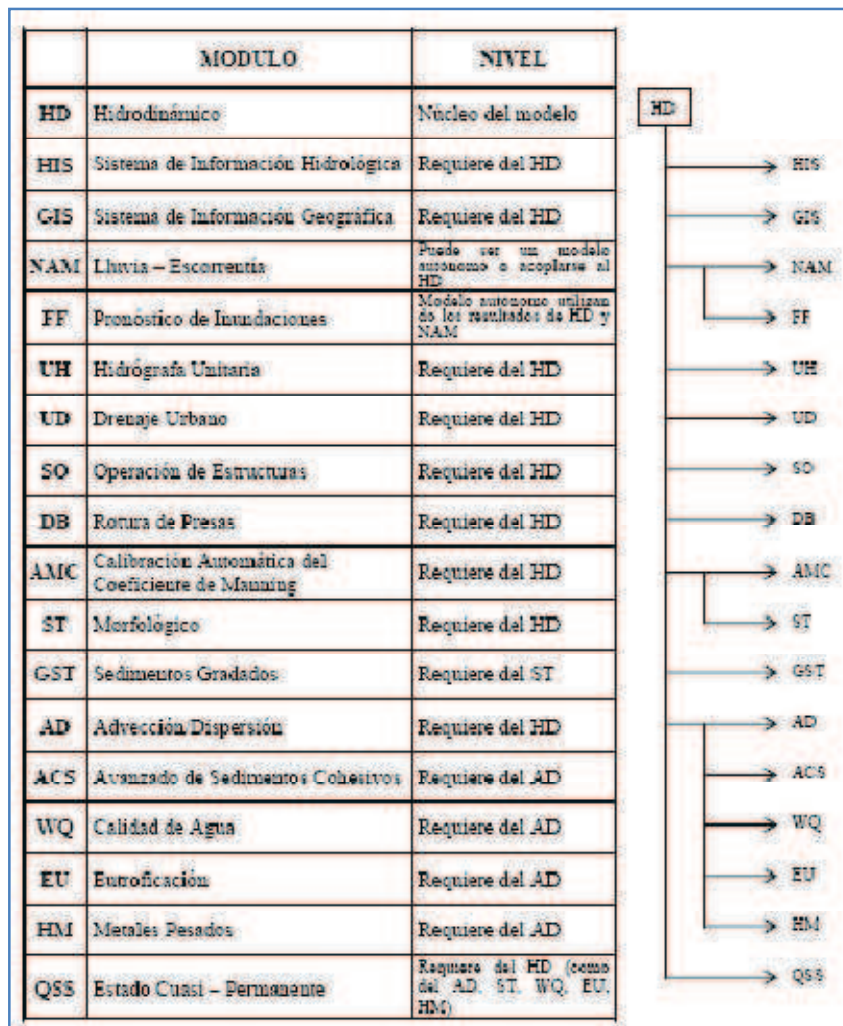 MODULO NIVEL
HD Hidrodinámico Núcleo del modelo
HIS Sistema de Información Hidrológica Requiere del HD
GIS Sistema de Información Geográfica Requiere del HD
NAM Lluvia – Escorrentía Puede ser un modelo
autónomo o acoplarse al
HD
FF Pronóstico de Inundaciones Modelo autónomo utilizan
do los resultados de HD y
NAM
UH Hidrógrafa Unitaria Requiere del HD
UD Drenaje Urbano Requiere del HD
SO Operación de Estructuras Requiere del HD
DB Rotura de Presas Requiere del HD
AMC Calibración Automática del
Coeficiente de Manning Requiere del HD
ST Morfológico Requiere del HD
GST Sedimentos Gradados Requiere del ST
AD Advección/Dispersión Requiere del HD
ACS Avanzado de Sedimentos Cohesivos Requiere del AD
WQ Calidad de Agua Requiere del AD
EU Eutroficación Requiere del AD
HM Metales Pesados Requiere del AD
QSS Estado Cuasi – Permanente Requiere del HD (como
del AD, ST, WQ, EU,
HM)
HD
HIS
GIS
NAM
FF
UH
UD
SO
DB
AMC
ST
GST
AD
ACS
WQ
EU
HM
QSS